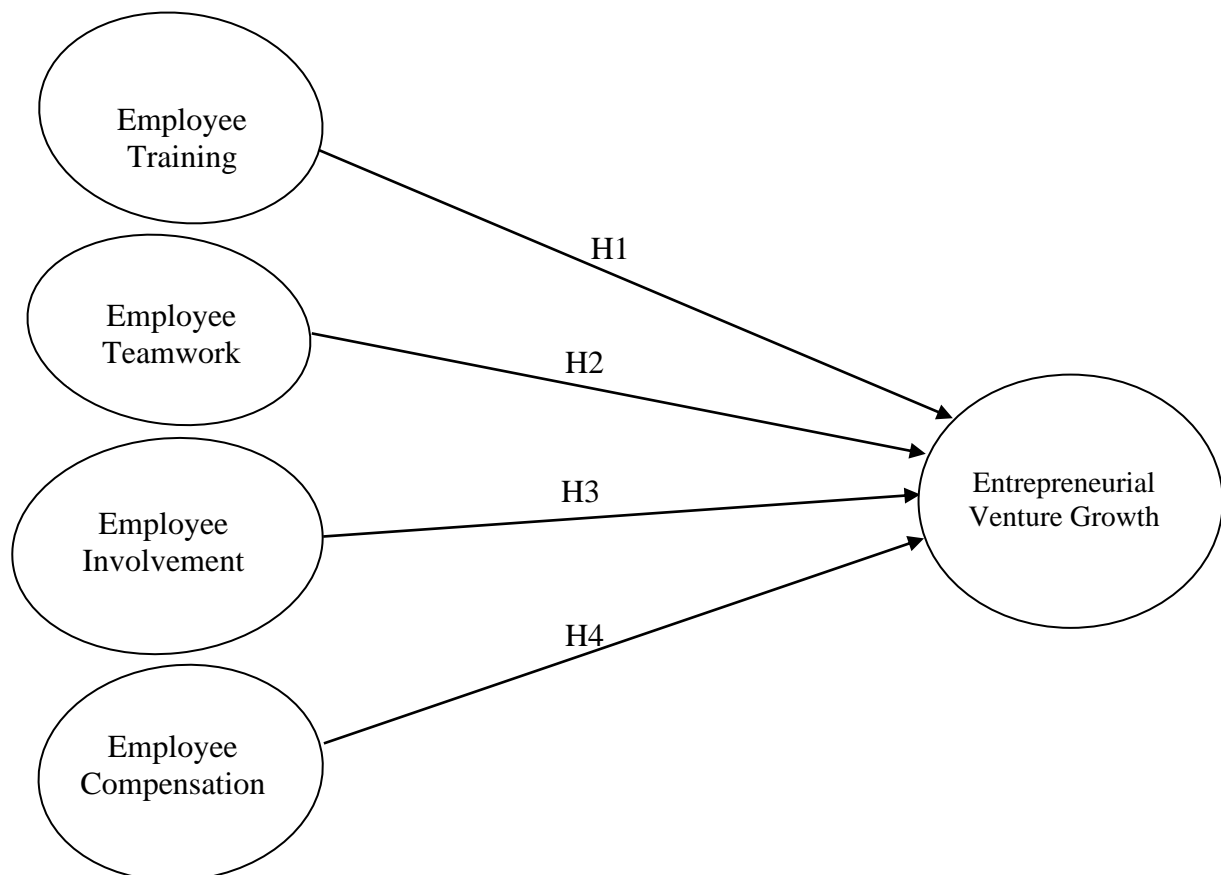 Employee
Training
H1
Employee
Teamwork
H2
Employee
Involvement
H3
Employee
Compensation
H4
Entrepreneurial
Venture Growth